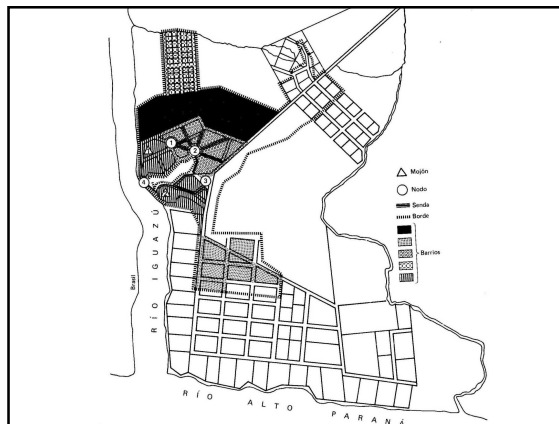 1
2
3
4
Mojón
Nodo
Senda
Borde
Barrios
Brasil
RÍO IGUAZÚ
RÍO ALTO PARANÁ